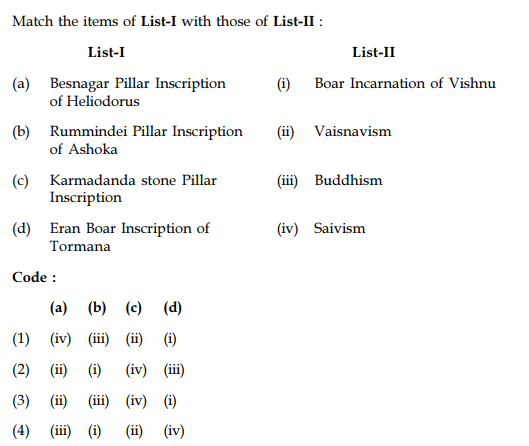 Match the items of List-I with those of List-II :
List-I List-II
(a) Besnagar Pillar Inscription (i) Boar Incarnation of Vishnu
of Heliodorus
(b) Rummindei Pillar Inscription (ii) Vaisnavism
of Ashoka
(c) Karmadanda stone Pillar (iii) Buddhism
Inscription
(d) Eran Boar Inscription of (iv) Saivism
Tormana
Code :
(a) (b) (c) (d)
(1) (iv) (iii) (ii) (i)
(2) (ii) (i) (iv) (iii)
(3) (ii) (iii) (iv) (i)
(4) (iii) (i) (ii) (iv)